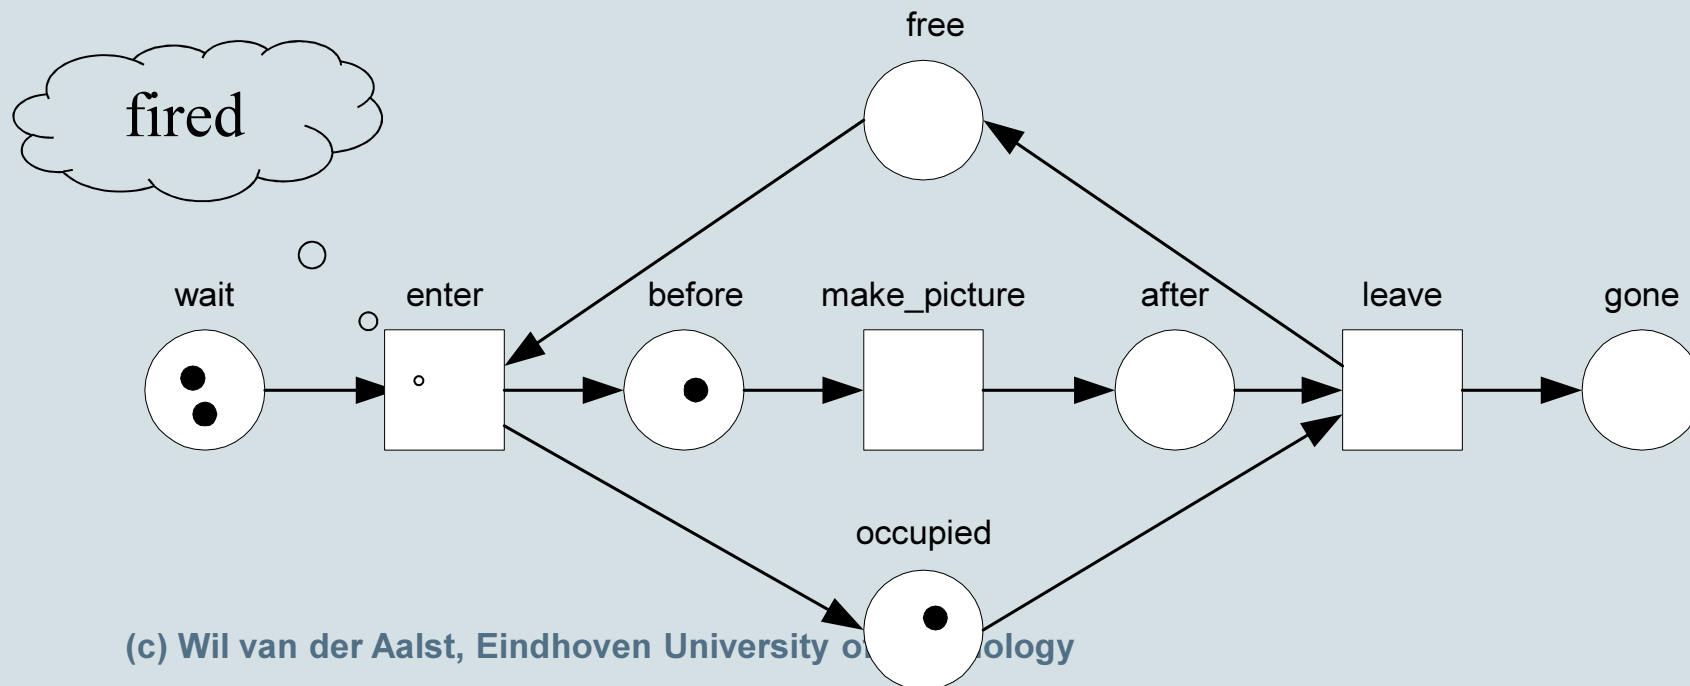 free
fired
wait enter before make_picture after leave gone
occupied
(c) Wil van der Aalst, Eindhoven University o ology